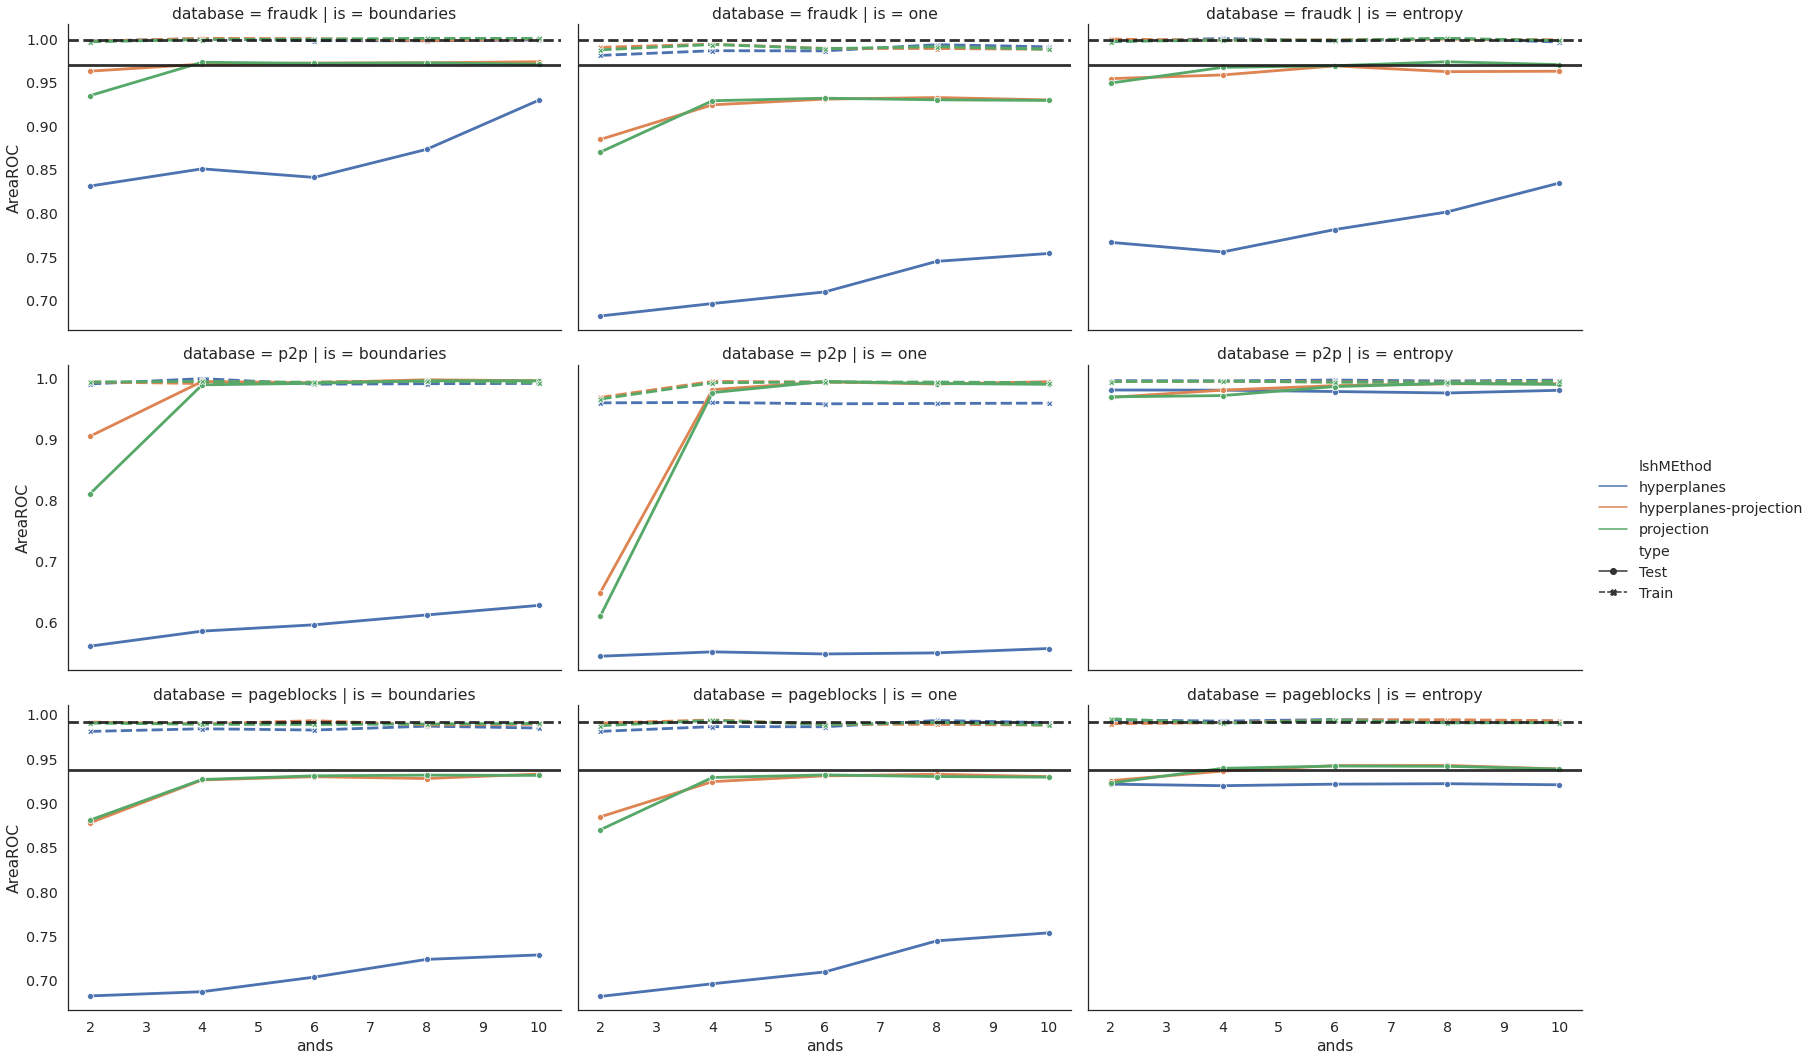 database = fraudk | is = boundaries
database = fraudk | is = one
database = fraudk | is = entropy
1.00
0.95
0.90
0.85
0.80
0.75
0.70
AreaROC
database = p2p | is = boundaries
database = p2p | is = one
database = p2p | is = entropy
1.0
0.9
0.8
0.7
0.6
AreaROC
lshMEthod
hyperplanes
hyperplanes-projection
projection
type
Test
Train
database = pageblocks | is = boundaries
database = pageblocks | is = one
database = pageblocks | is = entropy
1.00
0.95
0.90
0.85
0.80
0.75
0.70
AreaROC
2 3 4 5 6 7 8 9 10
2 3 4 5 6 7 8 9 10
2 3 4 5 6 7 8 9 10
ands
ands
ands